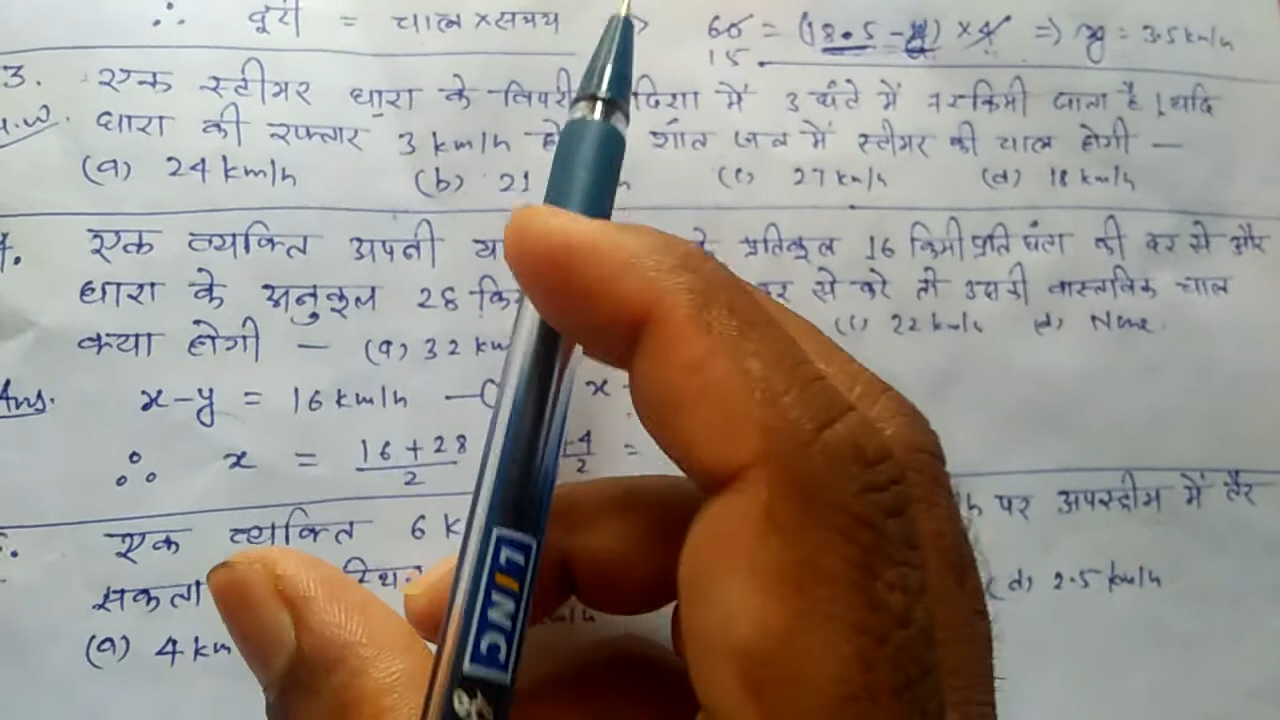 ∴ दूरी = चाल × समय 60 = (18.5 - y) × 4 ⇒ y = 3.5 km/h
15
3. एक स्टीमर धारा के विपरी दिशा में 3 घंटे में 72 किमी जाता है । यदि
H.W. धारा की रफ्तार 3 km/h हो शांत जल में स्टीमर की चाल होगी —
(a) 24 km/h (b) 21 (c) 27 km/h (d) 18 km/h
एक व्यक्ति अपनी प्रतिकूल 16 किमी प्रति घंटा की दर से और
धारा के अनुकूल 28 से करे तो उसकी वास्तविक चाल
क्या होगी — (a) 32 km (c) 22 km/h (d) None.
Ans. x - y = 16 km/h
∴ x = 16 + 28 / 2 =
एक व्यक्ति 6 k पर अपस्ट्रीम में तैर
सकता (d) 2.5 km/h
(a) 4 km km/h
LINC